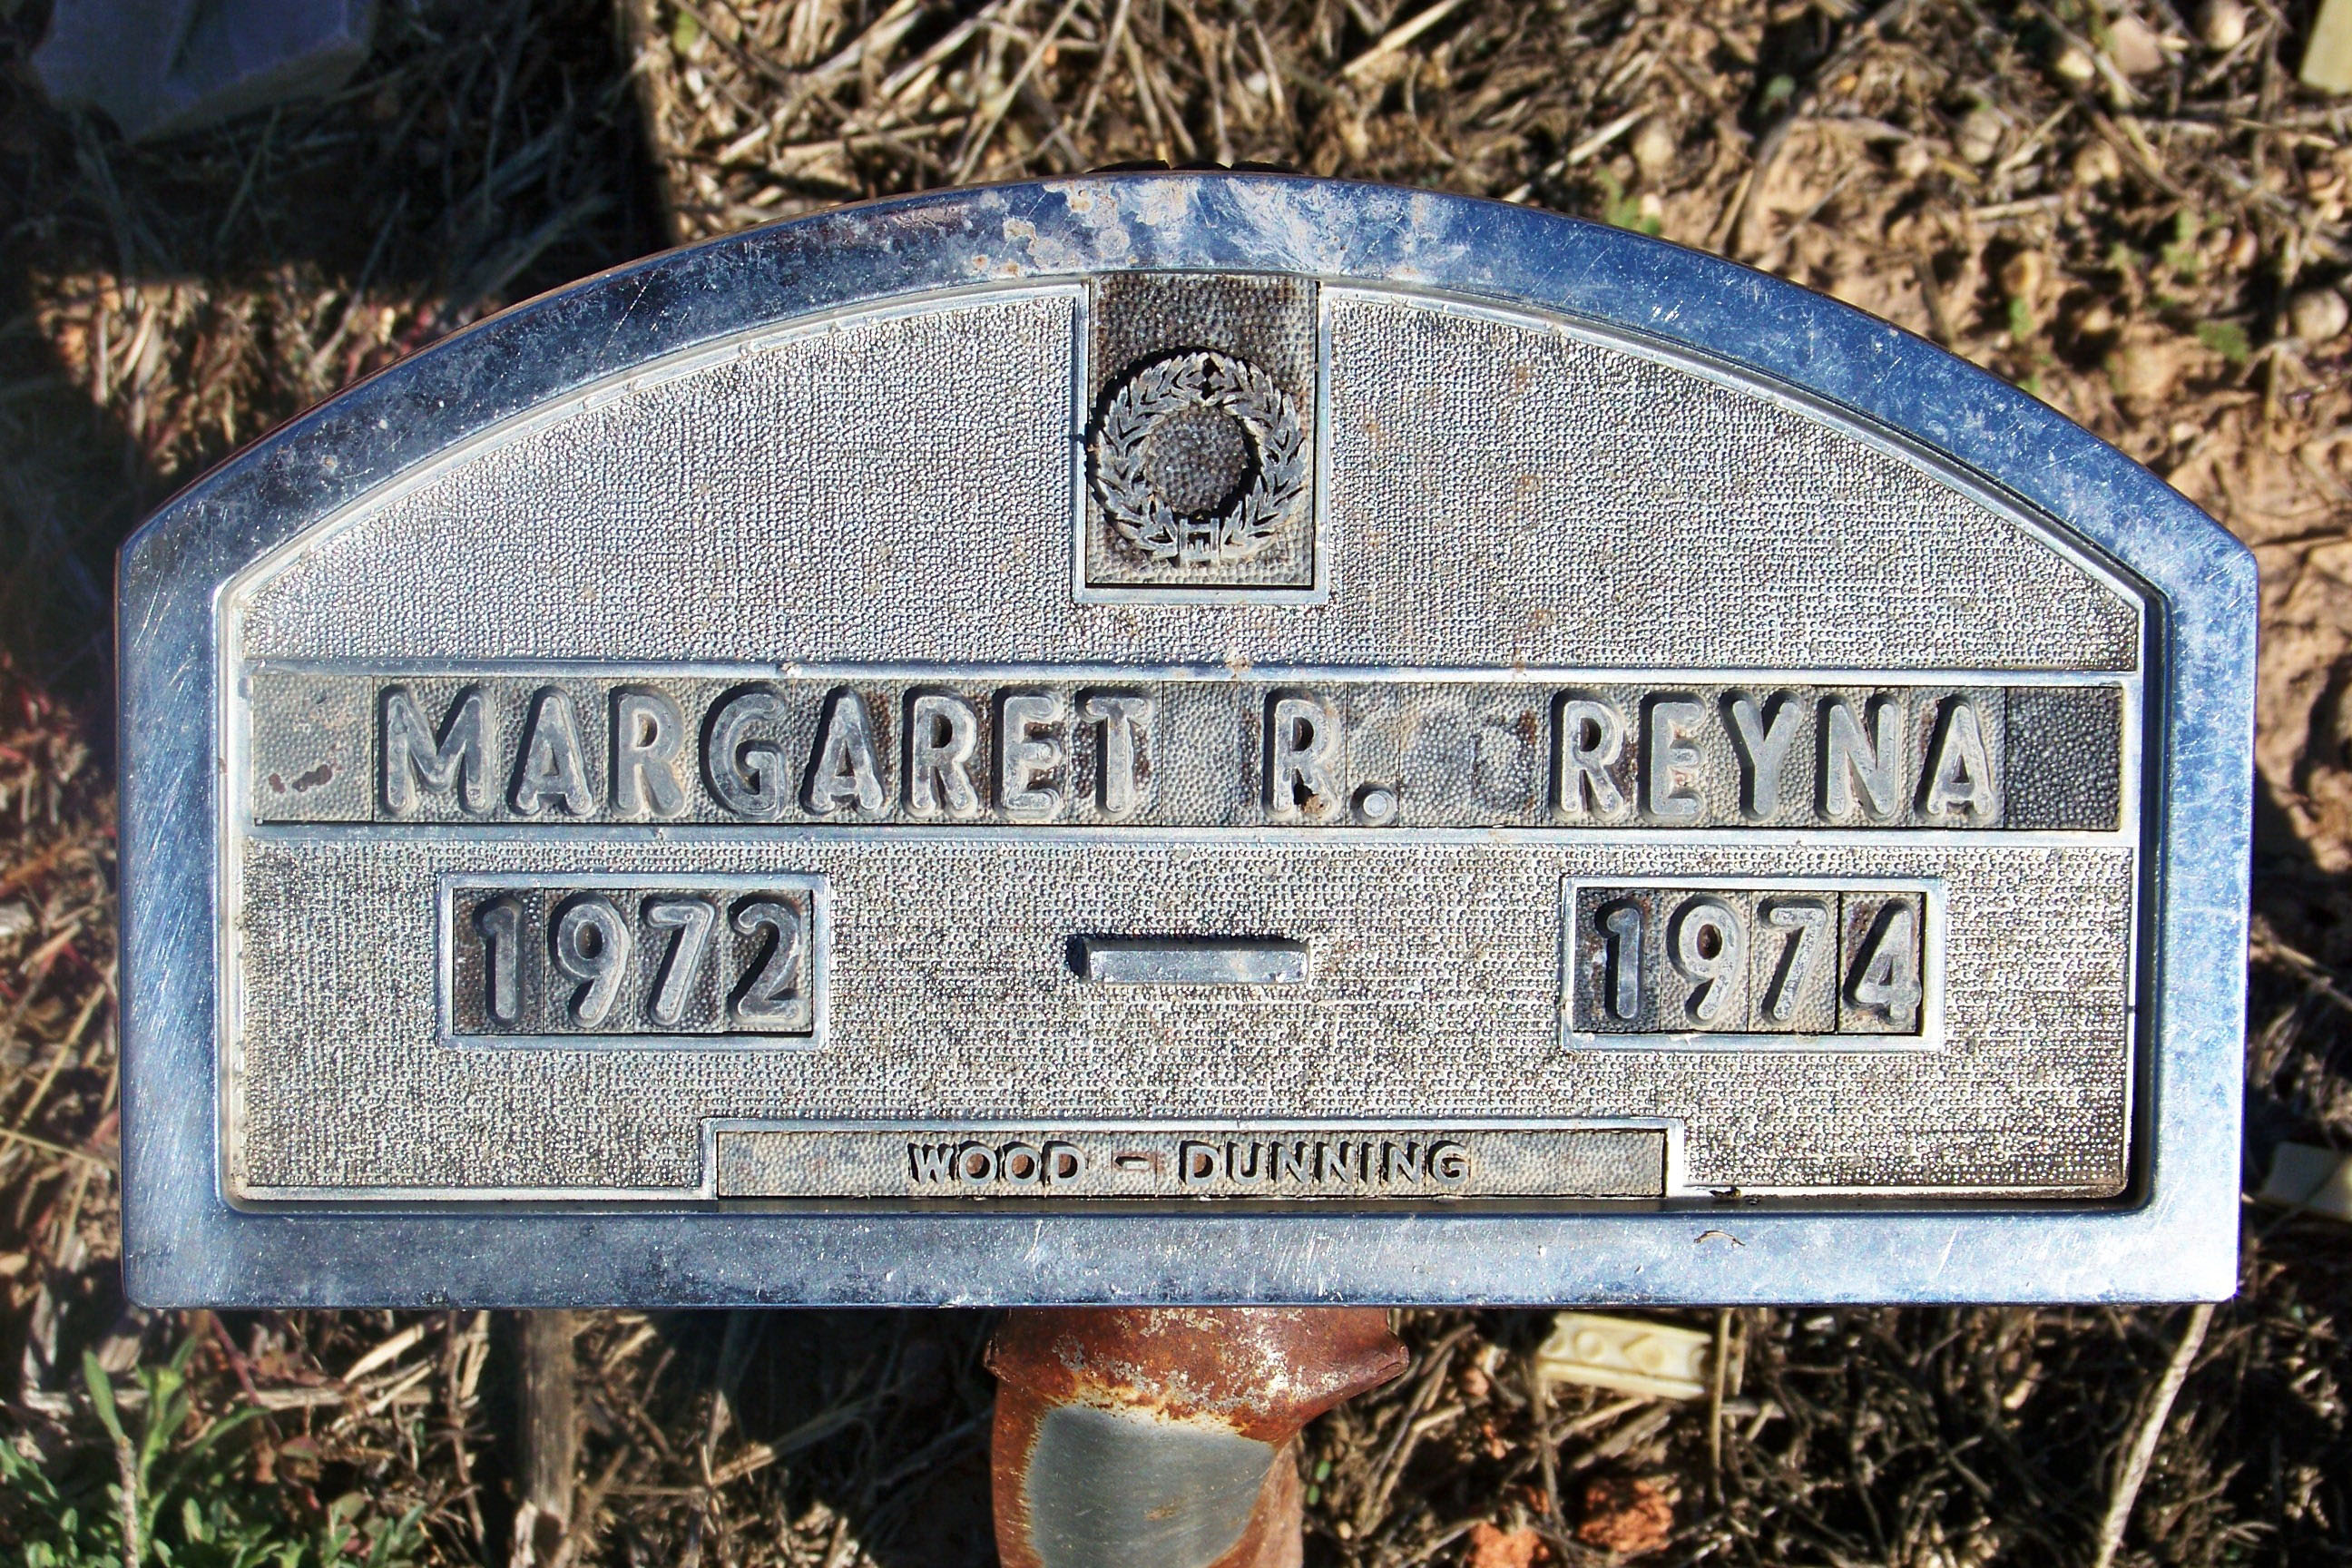 MARGARET R. REYNA
1972 — 1974
WOOD - DUNNING